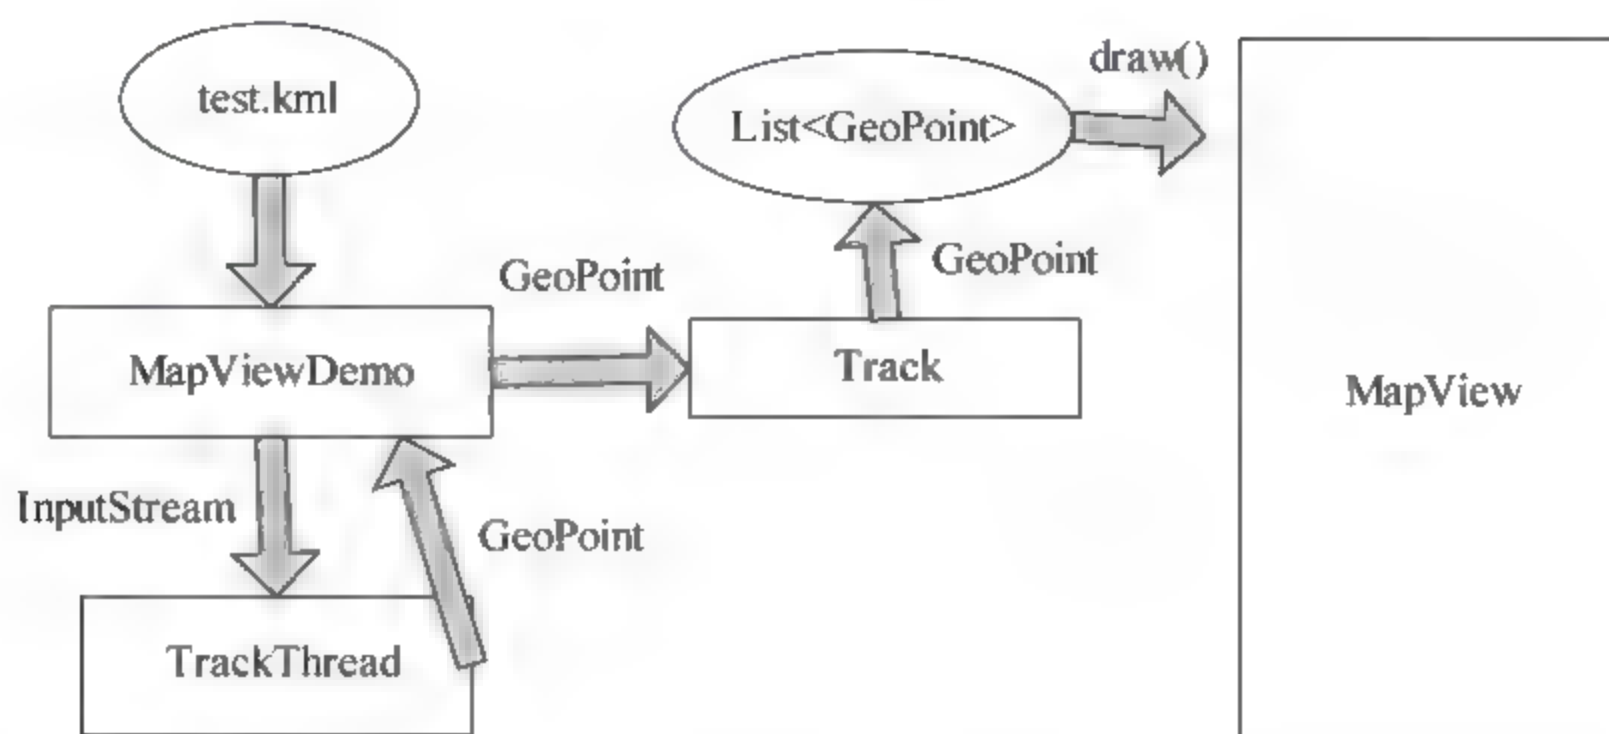 test.kml
List<GeoPoint>
draw()
GeoPoint
GeoPoint
MapViewDemo
Track
MapView
InputStream
GeoPoint
TrackThread